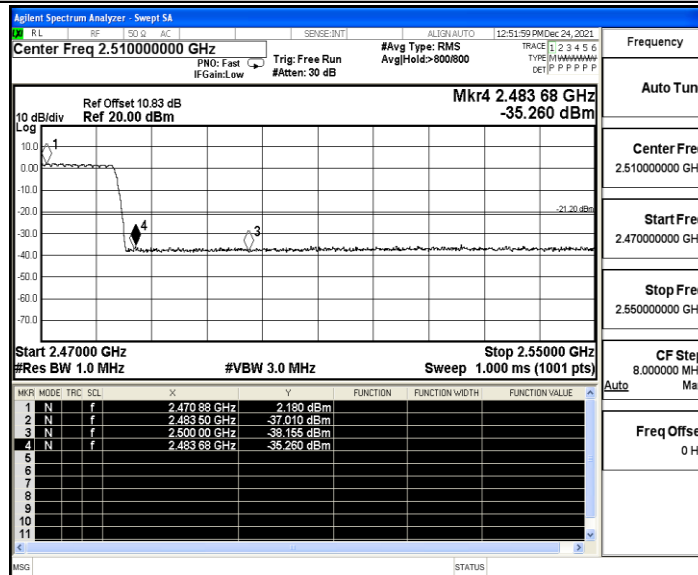 Agilent Spectrum Analyzer - Swept SA
RL RF 50 Ω AC SENSE:INT ALIGNAUTO 12:51:59 PM Dec 24, 2021
Center Freq 2.510000000 GHz
PNO: Fast
IFGain:Low
Trig: Free Run
#Atten: 30 dB
#Avg Type: RMS
Avg|Hold:>800/800
TRACE 1 2 3 4 5 6
TYPE M W W W W W
DET P P P P P P
Ref Offset 10.83 dB
Ref 20.00 dBm
10 dB/div
Log
Mkr4 2.483 68 GHz
-35.260 dBm
10.0
0.00
-10.0
-20.0
-30.0
-40.0
-50.0
-60.0
-70.0
1
4
3
-21.20 dBm
Start 2.47000 GHz Stop 2.55000 GHz
#Res BW 1.0 MHz #VBW 3.0 MHz Sweep 1.000 ms (1001 pts)
MKR MODE TRC SCL X Y FUNCTION FUNCTION WIDTH FUNCTION VALUE
1 N f 2.470 88 GHz 2.180 dBm
2 N f 2.483 50 GHz -37.010 dBm
3 N f 2.500 00 GHz -38.155 dBm
4 N f 2.483 68 GHz -35.260 dBm
5
6
7
8
9
10
11
MSG STATUS
Frequency
Auto Tun
Center Fre
2.510000000 GH
Start Fre
2.470000000 GH
Stop Fre
2.550000000 GH
CF Step
8.000000 MH
Auto Ma
Freq Offse
0 H